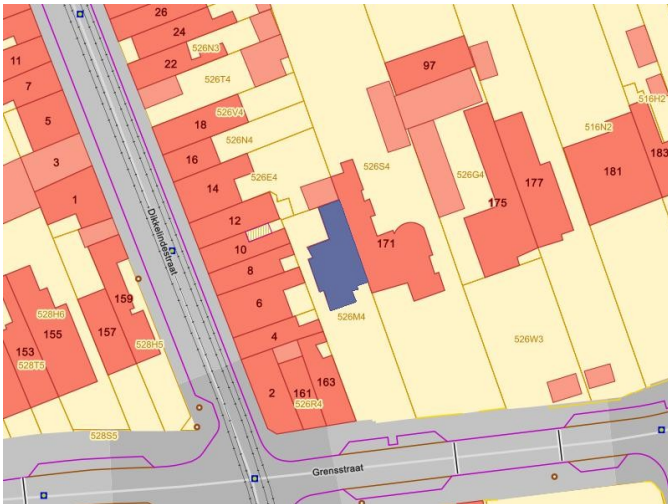 26
526N3
24
11
22
97
7
526T4
516H2
526V4
5
18
526N4
516N2
16
183
3
526S4
181
526E4
526G4
177
14
1
175
12
Dikkelindestraat
10
171
8
159
6
528H6
526M4
155
157
4
526W3
153
528H5
528T5
2
161
163
526R4
528S5
Grensstraat